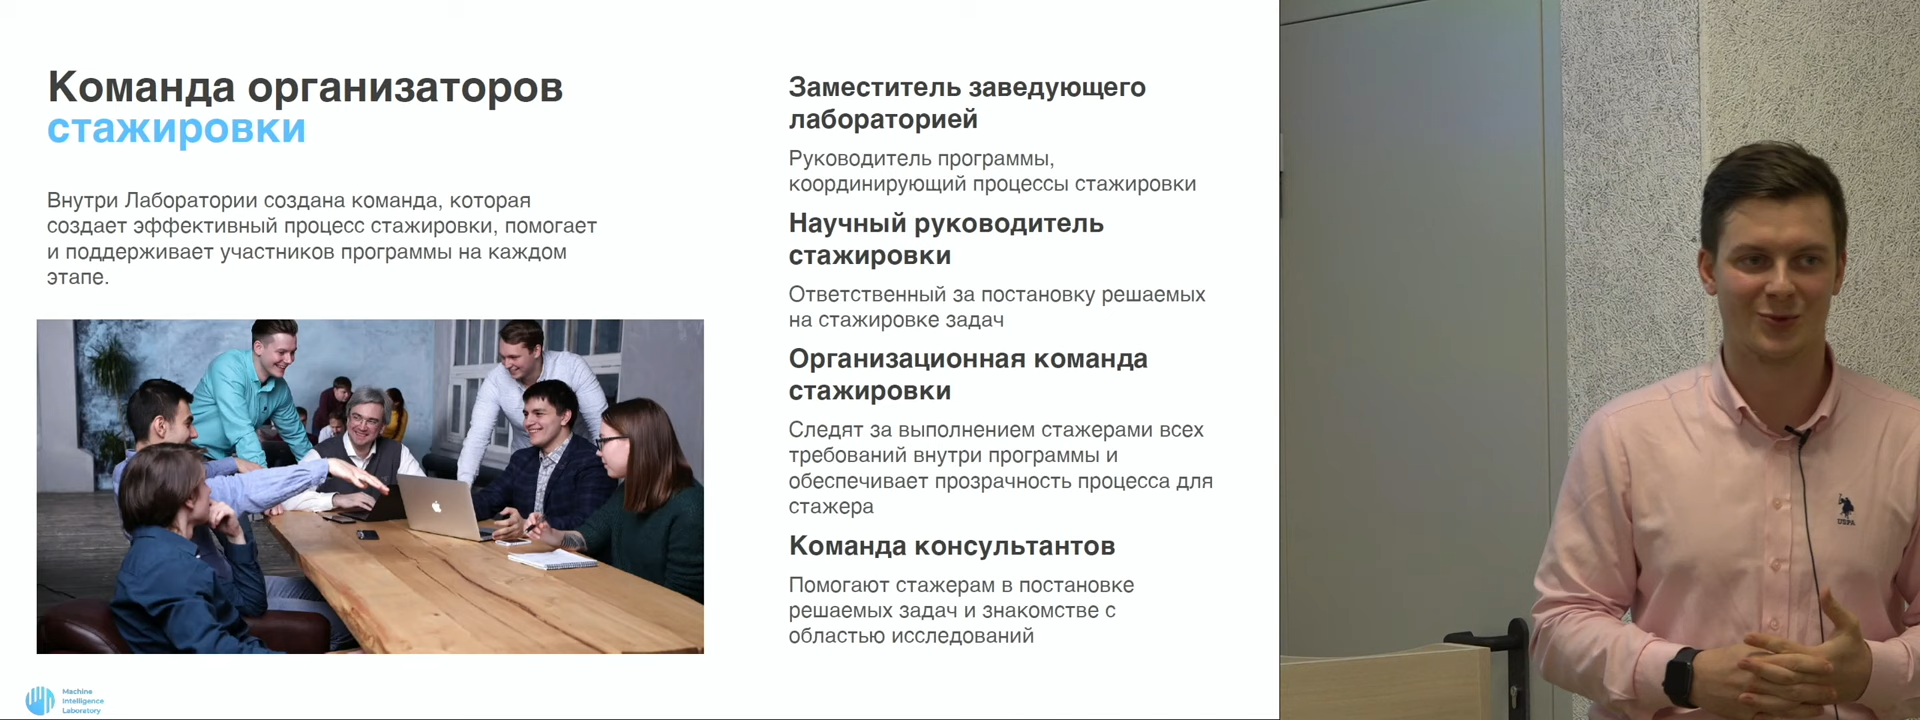 Команда организаторов
стажировки
Внутри Лаборатории создана команда, которая
создает эффективный процесс стажировки, помогает
и поддерживает участников программы на каждом
этапе.
Machine
Intelligence
Laboratory
Заместитель заведующего
лабораторией
Руководитель программы,
координирующий процессы стажировки
Научный руководитель
стажировки
Ответственный за постановку решаемых
на стажировке задач
Организационная команда
стажировки
Следят за выполнением стажерами всех
требований внутри программы и
обеспечивает прозрачность процесса для
стажера
Команда консультантов
Помогают стажерам в постановке
решаемых задач и знакомстве с
областью исследований
USPA